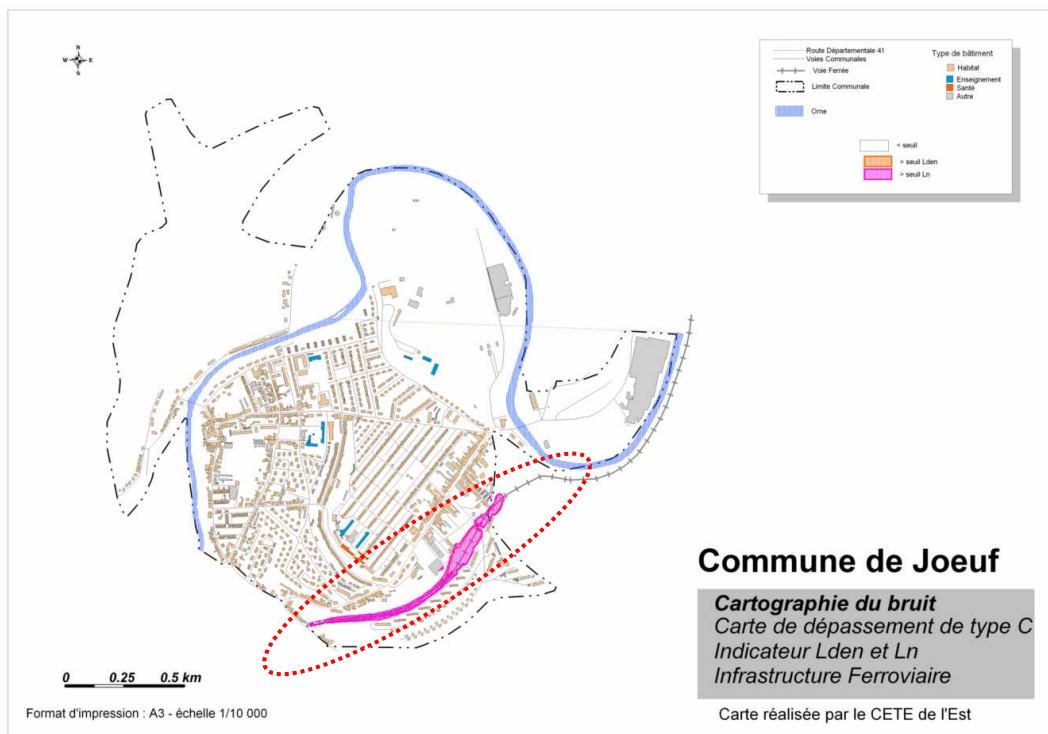 N
W E
S
Route Départementale 41
Voies Communales
Voie Ferrée
Limite Communale
Orne
Type de bâtiment
Habitat
Enseignement
Santé
Autre
< seuil
> seuil Lden
> seuil Ln
Commune de Joeuf
Cartographie du bruit
Carte de dépassement de type C
Indicateur Lden et Ln
Infrastructure Ferroviaire
0 0.25 0.5 km
Format d'impression : A3 - échelle 1/10 000
Carte réalisée par le CETE de l'Est